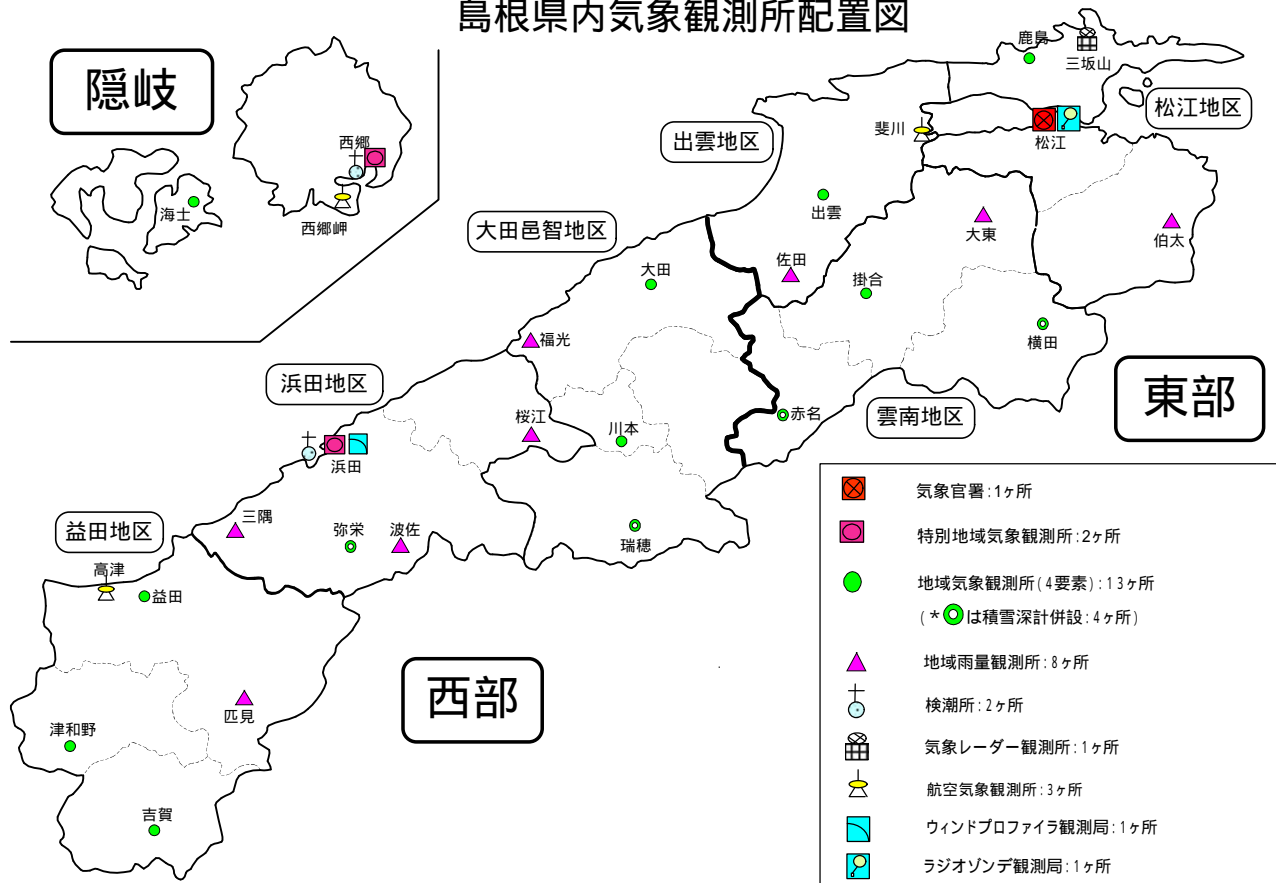 島根県内気象観測所配置図
隠岐
西郷
海士
西郷岬
鹿島
三坂山
松江地区
斐川
松江
出雲地区
出雲
大東
伯太
佐田
掛合
横田
大田邑智地区
大田
福光
東部
赤名
雲南地区
浜田地区
桜江
川本
浜田
三隅
弥栄
波佐
瑞穂
益田地区
高津
益田
西部
匹見
津和野
吉賀
気象官署:1ヶ所
特別地域気象観測所:2ヶ所
地域気象観測所(4要素):13ヶ所
(*◎は積雪深計併設:4ヶ所)
地域雨量観測所:8ヶ所
検潮所:2ヶ所
気象レーダー観測所:1ヶ所
航空気象観測所:3ヶ所
ウィンドプロファイラ観測局:1ヶ所
ラジオゾンデ観測局:1ヶ所